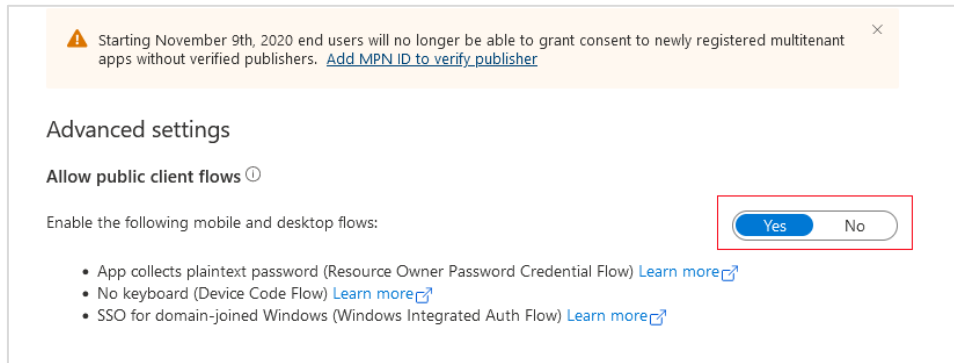 Starting November 9th, 2020 end users will no longer be able to grant consent to newly registered multitenant
apps without verified publishers. Add MPN ID to verify publisher
Advanced settings
Allow public client flows
Enable the following mobile and desktop flows:
Yes No
• App collects plaintext password (Resource Owner Password Credential Flow) Learn more
• No keyboard (Device Code Flow) Learn more
• SSO for domain-joined Windows (Windows Integrated Auth Flow) Learn more